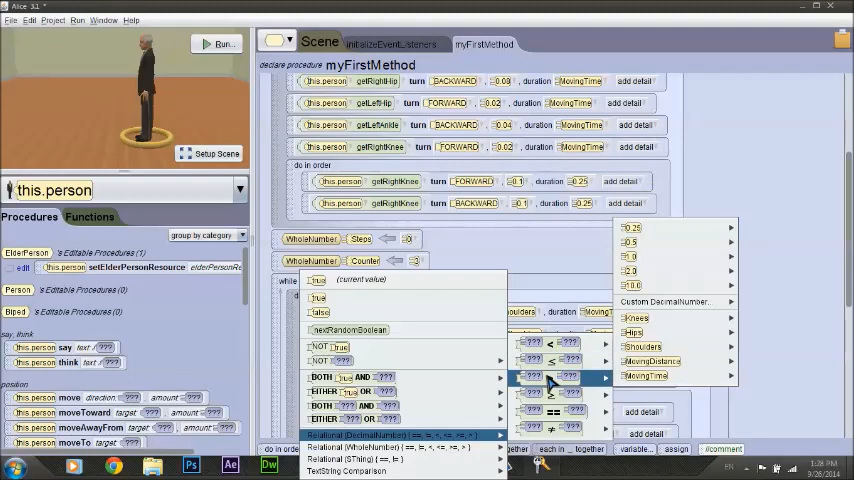 Alice 3.1 *
File Edit Project Run Window Help
Run...
Setup Scene
this.person
Procedures Functions
group by category
ElderPerson 's Editable Procedures (1)
edit this.person setElderPersonResource elderPersonRe
Person 's Editable Procedures (0)
Biped 's Editable Procedures (0)
say, think
this.person say text ???
this.person think ???
position
this.person move direction ??? , amount ???
this.person moveToward target ??? , amount
this.person moveAwayFrom target ??? , amount
this.person moveTo target ???
Scene initializeEventListeners myFirstMethod
declare procedure myFirstMethod
this.person getRightHip turn BACKWARD , 0.08 , duration MovingTime add detail
this.person getLeftHip turn FORWARD , 0.02 , duration MovingTime add detail
this.person getLeftAnkle turn BACKWARD , 0.04 , duration MovingTime add detail
this.person getRightKnee turn FORWARD , 0.02 , duration MovingTime add detail
do in order
this.person getRightKnee turn FORWARD , 0.1 , duration 0.25 add detail
this.person getRightKnee turn BACKWARD , 0.1 , duration 0.25 add detail
WholeNumber Steps 0
WholeNumber Counter 3
while
do
true (current value)
true
false
nextRandomBoolean
NOT true
NOT ???
BOTH true AND ???
EITHER true OR ???
BOTH ??? AND ???
EITHER ??? OR ???
Relational (DecimalNumber) { ==, !=, <, <=, >=, > }
Relational (WholeNumber) { ==, !=, <, <=, >=, > }
Relational (SThing) { ==, != }
TextString Comparison
Shoulders , duration MovingT
??? < ???
??? ≤ ???
??? ???
??? ≥ ???
??? == ???
??? ≠ ???
0.25
0.5
1.0
2.0
10.0
Custom DecimalNumber...
Knees
Hips
Shoulders
MovingDistance
MovingTime
add detail
add detail
do in order each in _ together variable... assign //comment
EN 1:28 PM
9/26/2014